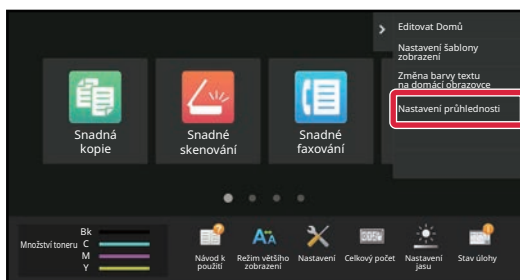 Editovat Domů
Nastavení šablony
zobrazení
Změna barvy textu
na domácí obrazovce
Nastavení průhlednosti
Snadná
kopie
Snadné
skenování
Snadné
faxování
Množství toneru
Bk
C
M
Y
Návod k
použití
Režim většího
zobrazení
Nastavení
Celkový počet
Nastavení
jasu
Stav úlohy